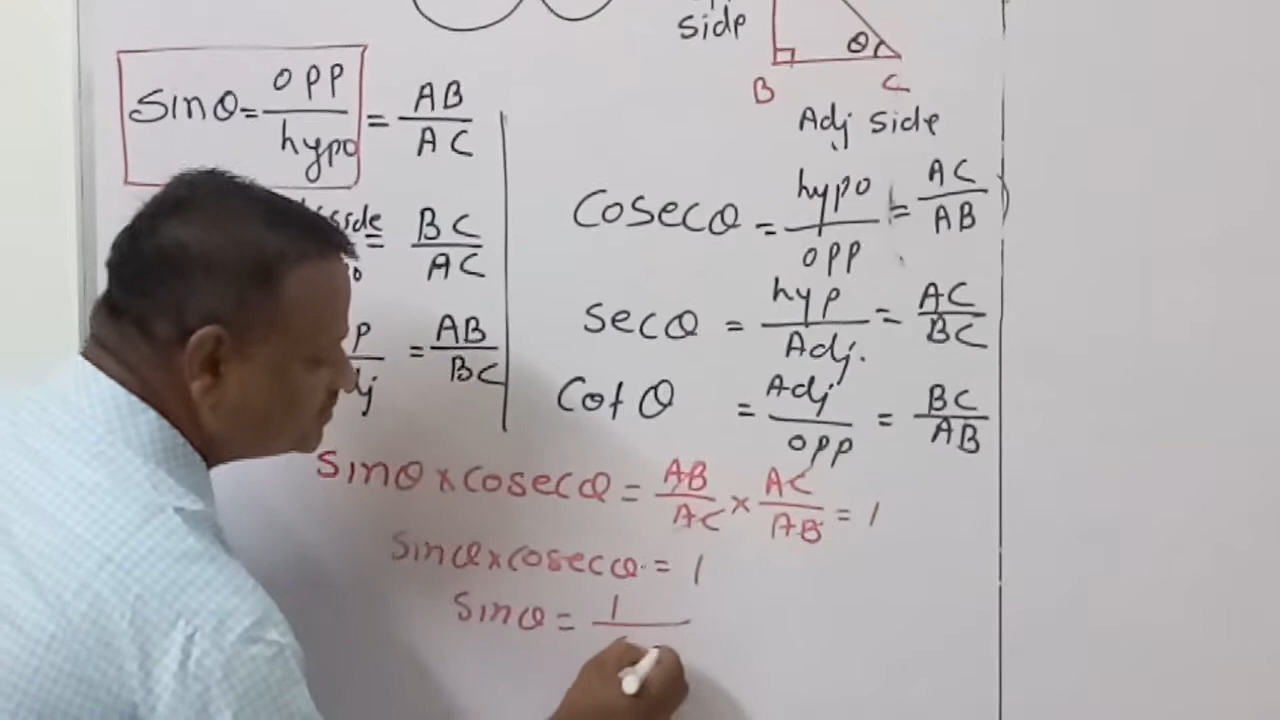 side
θ
B
C
Adj side
Sinθ = opp/hypo = AB/AC
= BC/AC
= AB/BC
Cosecθ = hypo/opp = AC/AB
secθ = hyp/Adj. = AC/BC
Cot θ = Adj/opp = BC/AB
Sinθ × Cosecθ = AB/AC × AC/AB = 1
Sinθ × Cosecθ = 1
Sinθ = 1/